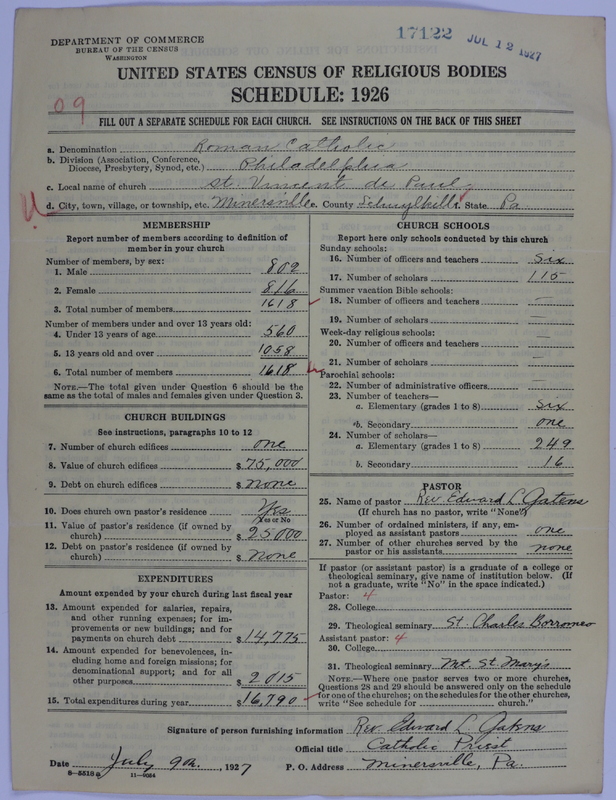 17122 JUL 12 1927
DEPARTMENT OF COMMERCE
BUREAU OF THE CENSUS
WASHINGTON
UNITED STATES CENSUS OF RELIGIOUS BODIES
SCHEDULE: 1926
09
FILL OUT A SEPARATE SCHEDULE FOR EACH CHURCH. SEE INSTRUCTIONS ON THE BACK OF THIS SHEET
a. Denomination Roman Catholic
b. Division (Association, Conference, Diocese, Presbytery, Synod, etc.) Philadelphia
c. Local name of church St. Vincent de Paul
d. City, town, village, or township, etc. Minersville e. County Schuylkill State Pa
MEMBERSHIP
Report number of members according to definition of
member in your church
Number of members, by sex:
1. Male 802
2. Female 816
3. Total number of members 1618
Number of members under and over 13 years old:
4. Under 13 years of age 560
5. 13 years old and over 1058
6. Total number of members 1618
NOTE.—The total given under Question 6 should be the
same as the total of males and females given under Question 3.
CHURCH BUILDINGS
See instructions, paragraphs 10 to 12
7. Number of church edifices one
8. Value of church edifices $ 75,000
9. Debt on church edifices $ none
10. Does church own pastor's residence Yes
Yes or No
11. Value of pastor's residence (if owned by
church) $ 25000
12. Debt on pastor's residence (if owned by
church) $ None
EXPENDITURES
Amount expended by your church during last fiscal year
13. Amount expended for salaries, repairs,
and other running expenses; for im-
provements or new buildings; and for
payments on church debt $ 14,775
14. Amount expended for benevolences, in-
cluding home and foreign missions; for
denominational support; and for all
other purposes $ 2015
15. Total expenditures during year $ 16,790
CHURCH SCHOOLS
Report here only schools conducted by this church
Sunday schools:
16. Number of officers and teachers six
17. Number of scholars 115
Summer vacation Bible schools:
18. Number of officers and teachers —
19. Number of scholars —
Week-day religious schools: —
20. Number of officers and teachers
21. Number of scholars —
Parochial schools:
22. Number of administrative officers —
23. Number of teachers—
a. Elementary (grades 1 to 8) six
*b. Secondary one
24. Number of scholars—
a. Elementary (grades 1 to 8) 249
b. Secondary 16
PASTOR
25. Name of pastor Rev. Edward L. Gatens
(If church has no pastor, write "None")
26. Number of ordained ministers, if any, em-
ployed as assistant pastors one
27. Number of other churches served by the
pastor or his assistants none
If pastor (or assistant pastor) is a graduate of a college or
theological seminary, give name of institution below. (If
not a graduate, write "No" in the space indicated.)
Pastor: 4
28. College
29. Theological seminary St. Charles Borromeo
Assistant pastor: 4
30. College
31. Theological seminary Mt. St. Mary's
NOTE.—Where one pastor serves two or more churches,
Questions 28 and 29 should be answered only on the schedule
for one of the churches; on the schedules for the other churches,
write "See schedule for church."
Signature of person furnishing information Rev. Edward L. Gatens
Official title Catholic Priest
Date July 9th, 1927 P. O. Address Minersville, Pa.
8—5518a 11—9054